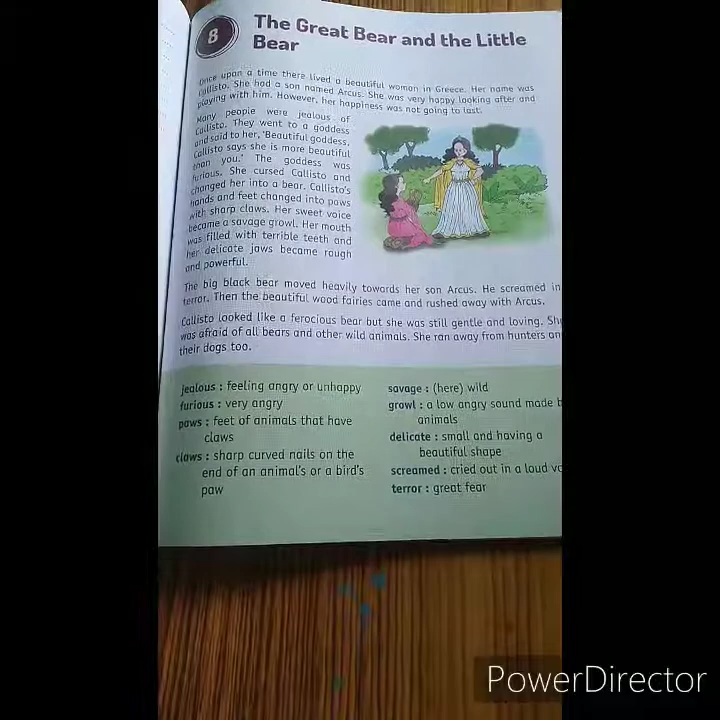 8
The Great Bear and the Little
Bear
Once upon a time there lived a beautiful woman in Greece. Her name was
Callisto. She had a son named Arcus. She was very happy looking after and
playing with him. However, her happiness was not going to last.
Many people were jealous of
Callisto. They went to a goddess
and said to her, 'Beautiful goddess,
Callisto says she is more beautiful
than you.' The goddess was
furious. She cursed Callisto and
changed her into a bear. Callisto's
hands and feet changed into paws
with sharp claws. Her sweet voice
became a savage growl. Her mouth
was filled with terrible teeth and
her delicate jaws became rough
and powerful.
The big black bear moved heavily towards her son Arcus. He screamed in
terror. Then the beautiful wood fairies came and rushed away with Arcus.
Callisto looked like a ferocious bear but she was still gentle and loving. Sh
was afraid of all bears and other wild animals. She ran away from hunters an
their dogs too.
jealous : feeling angry or unhappy
furious : very angry
paws : feet of animals that have
claws
claws : sharp curved nails on the
end of an animal's or a bird's
paw
savage : (here) wild
growl : a low angry sound made b
animals
delicate : small and having a
beautiful shape
screamed : cried out in a loud vo
terror : great fear
PowerDirector